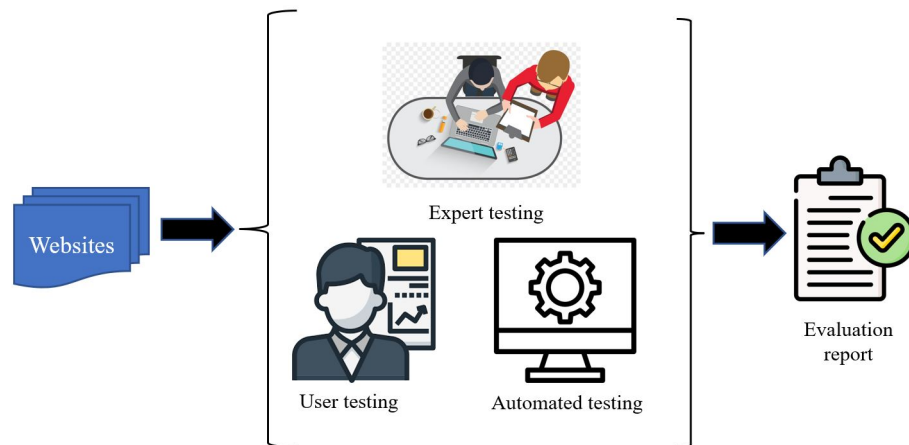 Websites
Expert testing
User testing
Automated testing
Evaluation
report